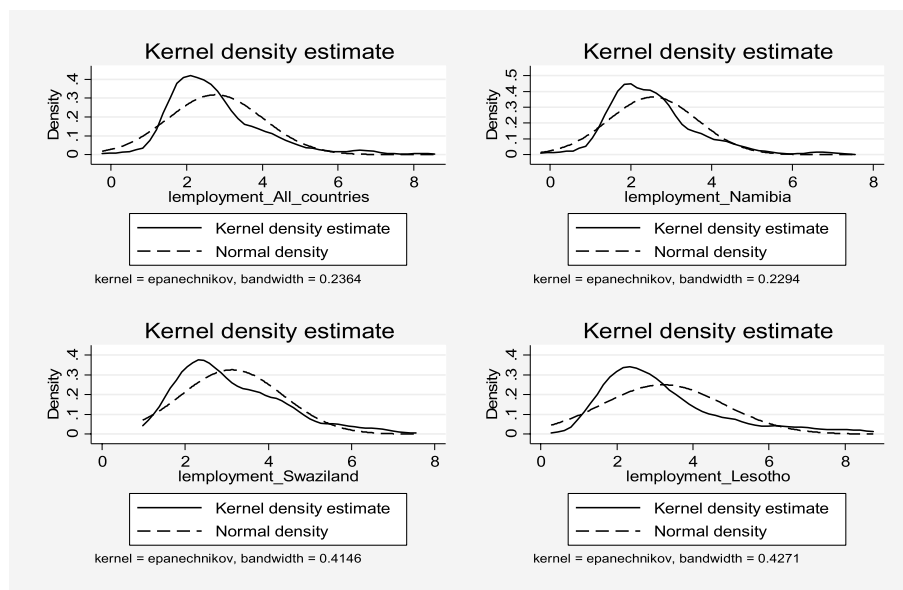 Kernel density estimate
Density
0 .1 .2 .3 .4
0 2 4 6 8
lemployment_All_countries
Kernel density estimate
Normal density
kernel = epanechnikov, bandwidth = 0.2364
Kernel density estimate
Density
0 .1 .2 .3 .4 .5
0 2 4 6 8
lemployment_Namibia
Kernel density estimate
Normal density
kernel = epanechnikov, bandwidth = 0.2294
Kernel density estimate
Density
0 .1 .2 .3 .4
0 2 4 6 8
lemployment_Swaziland
Kernel density estimate
Normal density
kernel = epanechnikov, bandwidth = 0.4146
Kernel density estimate
Density
0 .1 .2 .3 .4
0 2 4 6 8
lemployment_Lesotho
Kernel density estimate
Normal density
kernel = epanechnikov, bandwidth = 0.4271